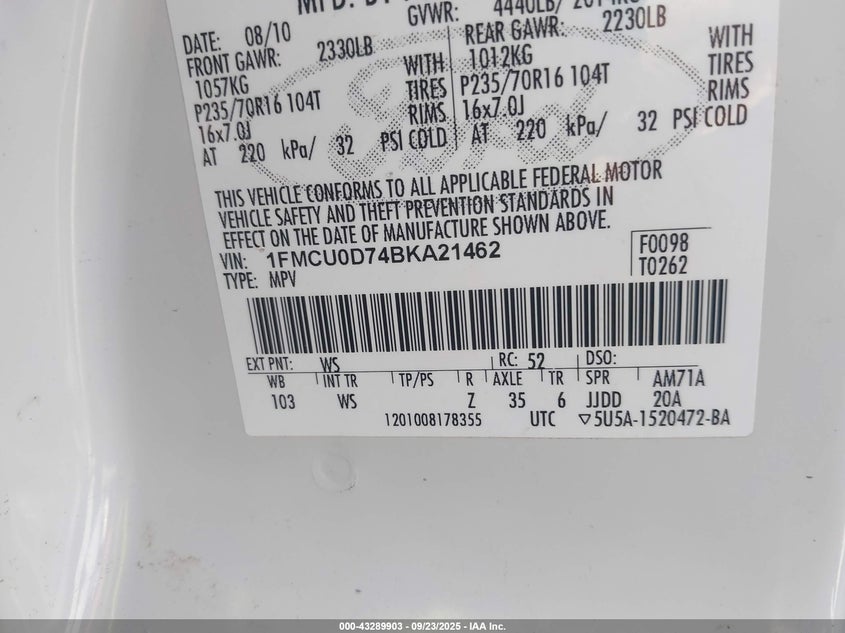 MFD. BY
GVWR: 4440LB/ 2014KG
DATE: 08/10
FRONT GAWR: 2330LB
1057KG WITH
P235/70R16 104T TIRES
16x7.0J RIMS
AT 220 kPa/ 32 PSI COLD
REAR GAWR: 2230LB
1012KG WITH
P235/70R16 104T TIRES
16x7.0J RIMS
AT 220 kPa/ 32 PSI COLD
Ford
THIS VEHICLE CONFORMS TO ALL APPLICABLE FEDERAL MOTOR
VEHICLE SAFETY AND THEFT PREVENTION STANDARDS IN
EFFECT ON THE DATE OF MANUFACTURE SHOWN ABOVE.
VIN: 1FMCU0D74BKA21462
TYPE: MPV
F0098
T0262
EXT PNT: WS RC: 52 DSO:
WB INT TR TP/PS R AXLE TR SPR AM71A
103 WS Z 35 6 JJDD 20A
1201008178355 UTC ▽5U5A-1520472-BA
000-43289903 - 09/23/2025 - IAA Inc.